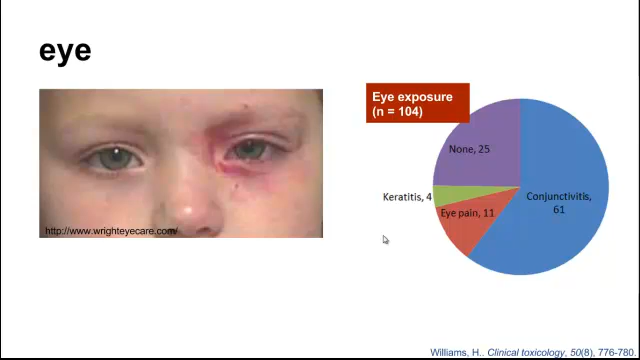 eye
Eye exposure
(n = 104)
None, 25
Keratitis, 4
Eye pain, 11
Conjunctivitis,
61
http://www.wrighteyecare.com/
Williams, H.. Clinical toxicology, 50(8), 776-780.